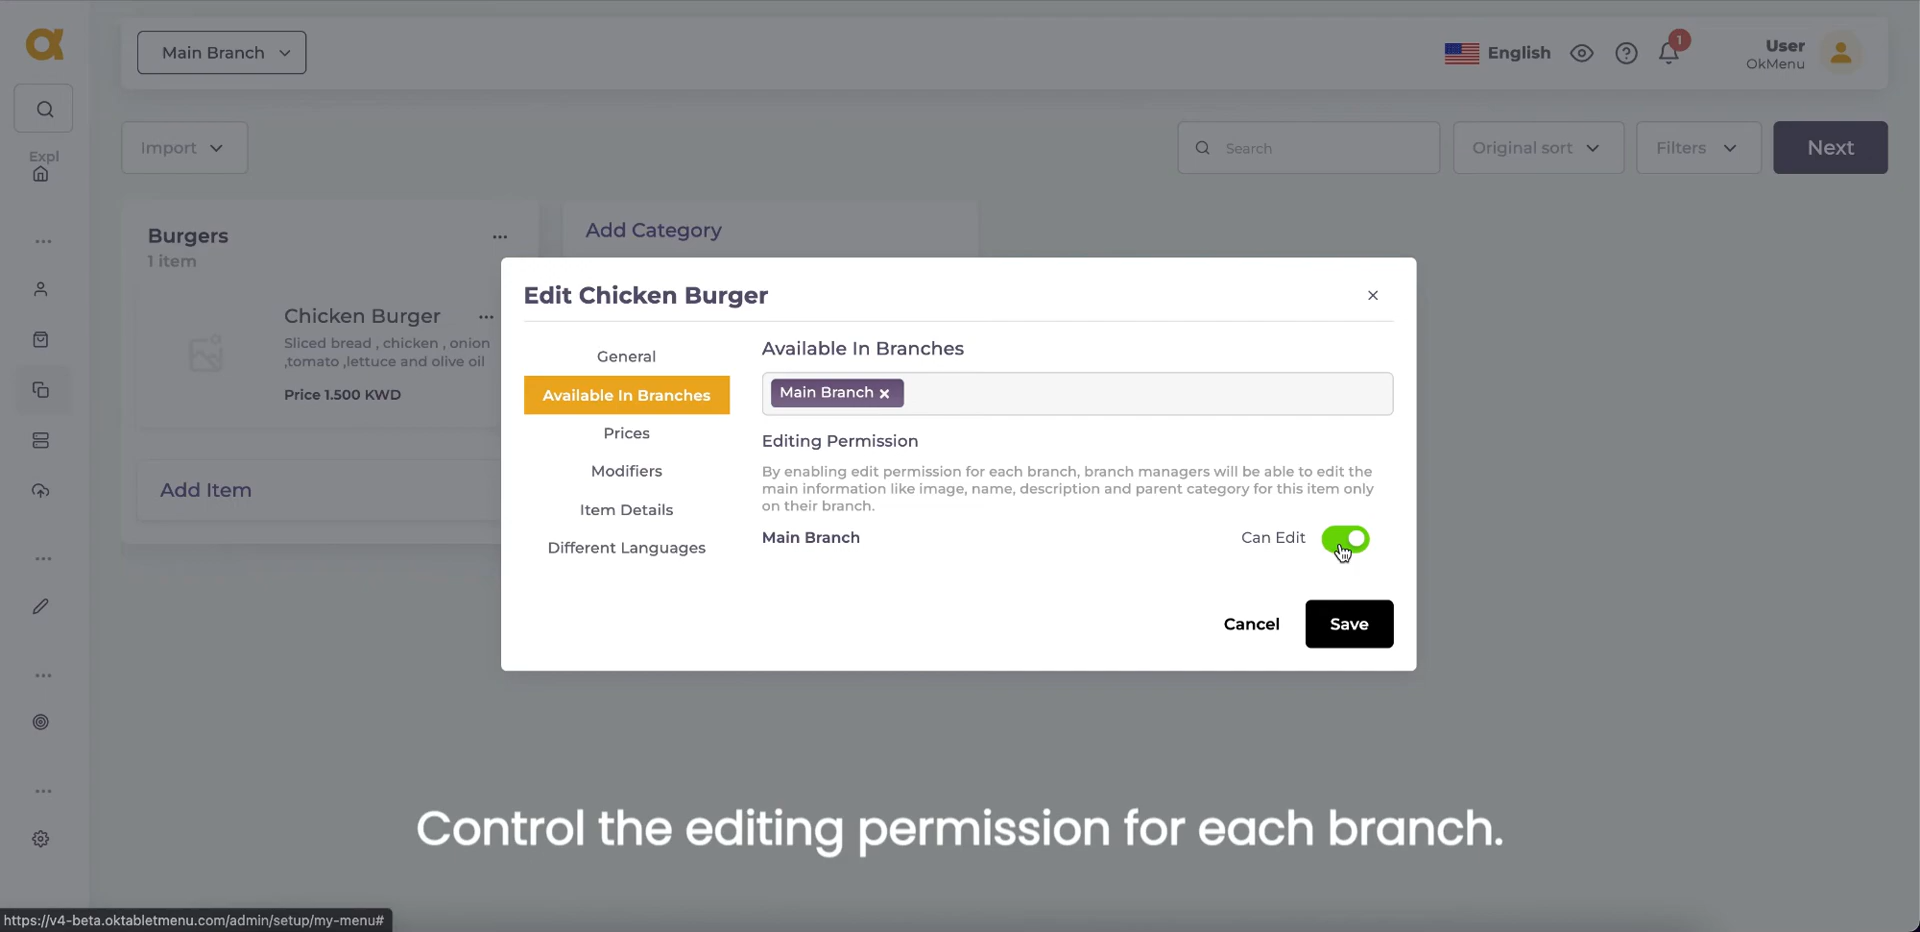 Main Branch
English
1
User
OkMenu
Expl
Import
Search
Original sort
Filters
Next
Burgers
1 item
Add Category
Chicken Burger
Sliced bread , chicken , onion
,tomato ,lettuce and olive oil
Price 1.500 KWD
Add Item
Edit Chicken Burger
General
Available In Branches
Prices
Modifiers
Item Details
Different Languages
Available In Branches
Main Branch
Editing Permission
By enabling edit permission for each branch, branch managers will be able to edit the
main information like image, name, description and parent category for this item only
on their branch.
Main Branch
Can Edit
Cancel
Save
Control the editing permission for each branch.
https://v4-beta.oktabletmenu.com/admin/setup/my-menu#